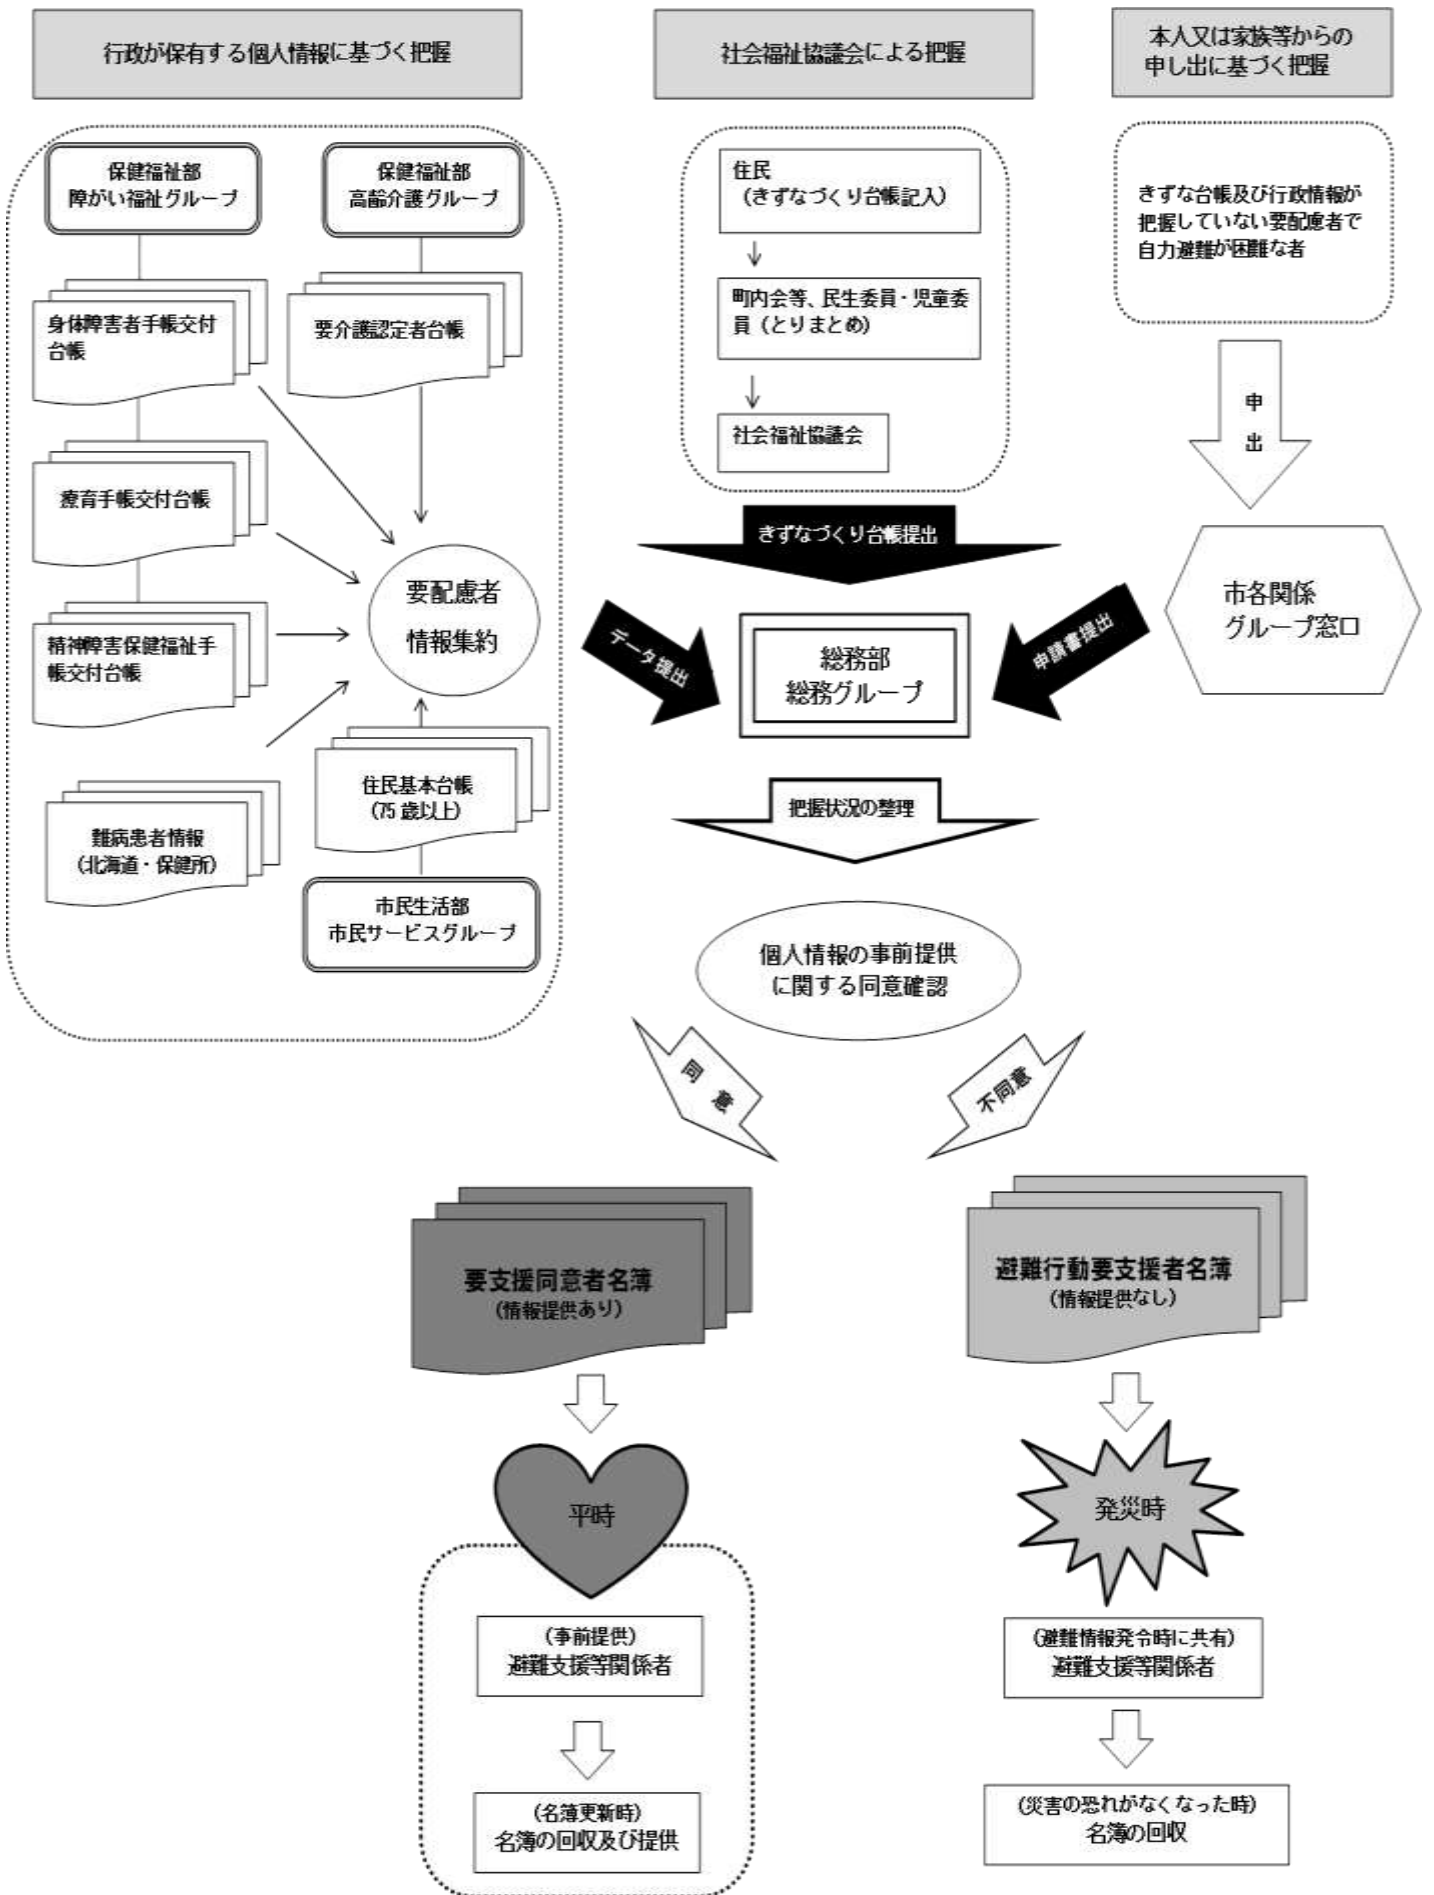 行政が保有する個人情報に基づく把握
保健福祉部
障がい福祉グループ
保健福祉部
高齢介護グループ
身体障害者手帳交付
台帳
要介護認定者台帳
療育手帳交付台帳
精神障害保健福祉手
帳交付台帳
難病患者情報
(北海道・保健所)
要配慮者
情報集約
住民基本台帳
(75歳以上)
市民生活部
市民サービスグループ
データ提出
社会福祉協議会による把握
住民
(きずなづくり台帳記入)
町内会等、民生委員・児童委
員(とりまとめ)
社会福祉協議会
きずなづくり台帳提出
本人又は家族等からの
申し出に基づく把握
きずな台帳及び行政情報が
把握していない要配慮者で
自力避難が困難な者
申
出
市各関係
グループ窓口
申請書提出
総務部
総務グループ
把握状況の整理
個人情報の事前提供
に関する同意確認
同意
不同意
要支援同意者名簿
(情報提供あり)
平時
(事前提供)
避難支援等関係者
(名簿更新時)
名簿の回収及び提供
避難行動要支援者名簿
(情報提供なし)
発災時
(避難情報発令時に共有)
避難支援等関係者
(災害の恐れがなくなった時)
名簿の回収